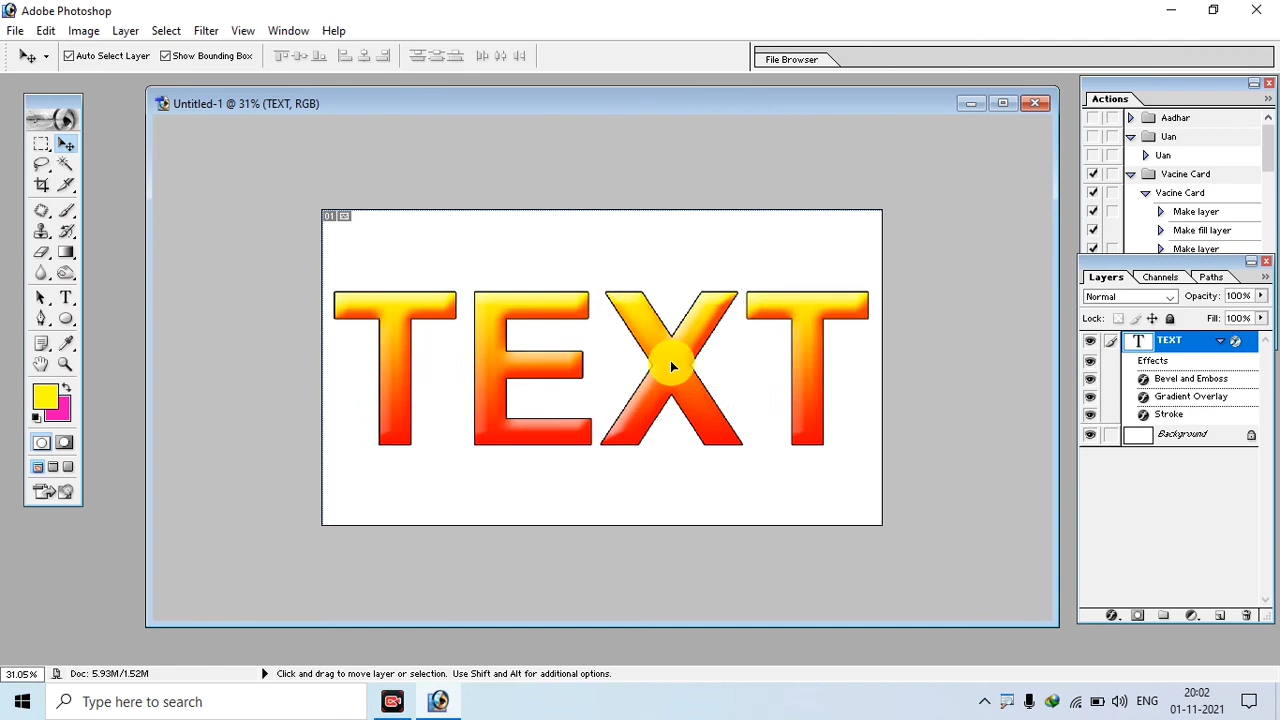 Adobe Photoshop
File Edit Image Layer Select Filter View Window Help
Auto Select Layer Show Bounding Box File Browser
Untitled-1 @ 31% (TEXT, RGB)
01
TEXT
Actions
Aadhar
Uan
Uan
Vacine Card
Vacine Card
Make layer
Make fill layer
Make layer
Layers Channels Paths
Normal Opacity: 100%
Lock: Fill: 100%
T TEXT
Effects
Bevel and Emboss
Gradient Overlay
Stroke
Background
31.05% Doc: 5.93M/1.52M Click and drag to move layer or selection. Use Shift and Alt for additional options.
Type here to search
ENG
20:02
01-11-2021